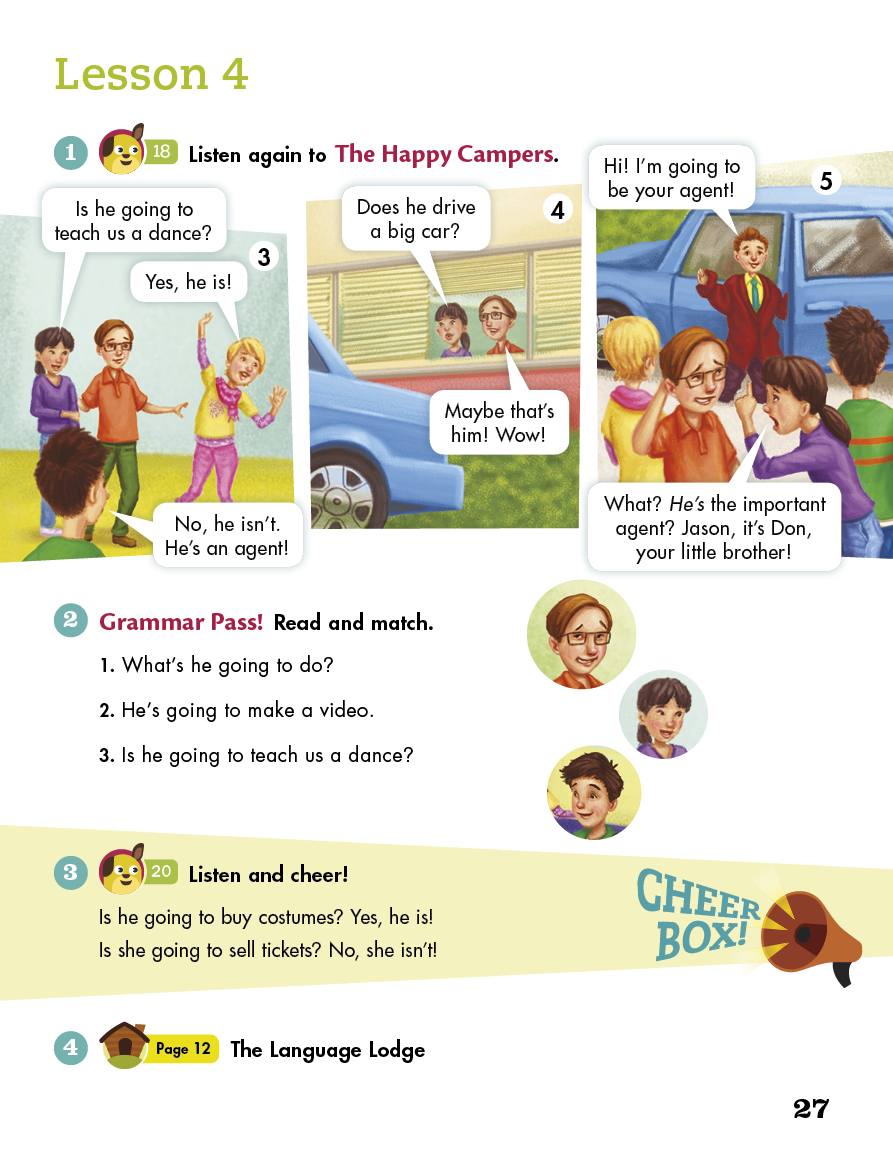 Lesson 4
1 18 Listen again to The Happy Campers.
3
Is he going to
teach us a dance?
Yes, he is!
No, he isn't.
He's an agent!
4
Does he drive
a big car?
Maybe that's
him! Wow!
5
Hi! I'm going to
be your agent!
What? He's the important
agent? Jason, it's Don,
your little brother!
2 Grammar Pass! Read and match.
1. What's he going to do?
2. He's going to make a video.
3. Is he going to teach us a dance?
3 20 Listen and cheer!
Is he going to buy costumes? Yes, he is!
Is she going to sell tickets? No, she isn't!
CHEER
BOX!
4 Page 12 The Language Lodge
27